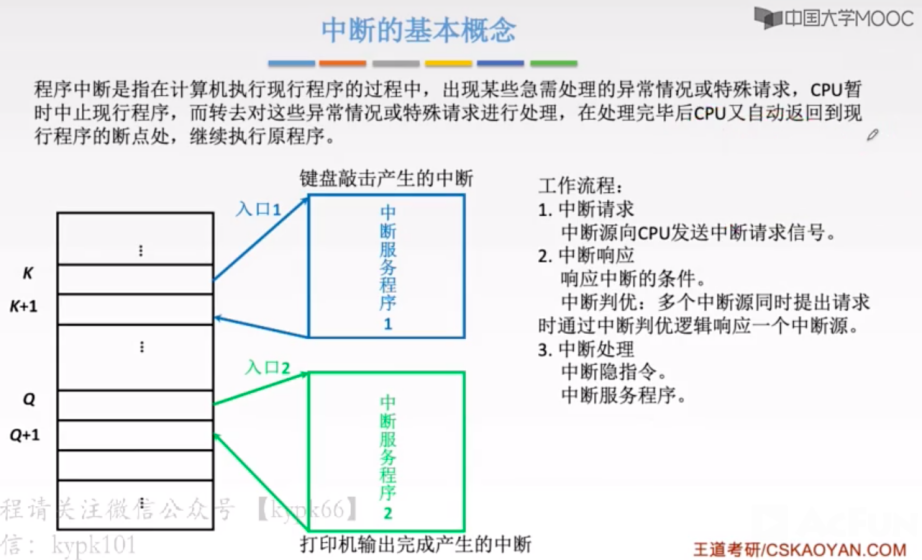 中断的基本概念
中国大学MOOC
程序中断是指在计算机执行现行程序的过程中，出现某些急需处理的异常情况或特殊请求，CPU暂
时中止现行程序，而转去对这些异常情况或特殊请求进行处理，在处理完毕后CPU又自动返回到现
行程序的断点处，继续执行原程序。
键盘敲击产生的中断
入口1
中断服务程序1
K
K+1
⋮
⋮
入口2
中断服务程序2
Q
Q+1
⋮
打印机输出完成产生的中断
工作流程：
1. 中断请求
中断源向CPU发送中断请求信号。
2. 中断响应
响应中断的条件。
中断判优：多个中断源同时提出请求
时通过中断判优逻辑响应一个中断源。
3. 中断处理
中断隐指令。
中断服务程序。
程请关注微信公众号 【kypk66】
信：kypk101
AcFUN
王道考研/CSKAOYAN.COM